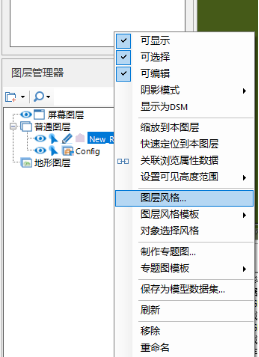 可显示
可选择
可编辑
阴影模式
显示为DSM
缩放到本图层
快速定位到本图层
关联浏览属性数据
设置可见高度范围
图层风格...
图层风格模板
对象选择风格
制作专题图...
专题图模板
保存为模型数据集...
刷新
移除
重命名
图层管理器
屏幕图层
普通图层
New_R
Config
地形图层